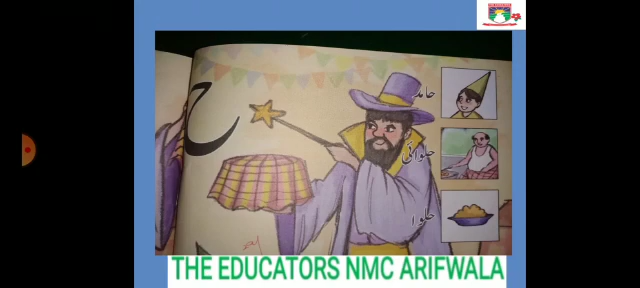 ح
حامد
حلوائی
حلوا
THE EDUCATORS NMC ARIFWALA